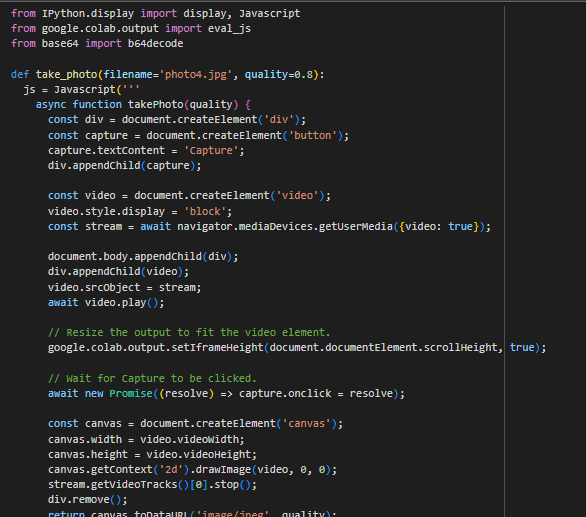 from IPython.display import display, Javascript
from google.colab.output import eval_js
from base64 import b64decode

def take_photo(filename='photo4.jpg', quality=0.8):
  js = Javascript('''
    async function takePhoto(quality) {
      const div = document.createElement('div');
      const capture = document.createElement('button');
      capture.textContent = 'Capture';
      div.appendChild(capture);

      const video = document.createElement('video');
      video.style.display = 'block';
      const stream = await navigator.mediaDevices.getUserMedia({video: true});

      document.body.appendChild(div);
      div.appendChild(video);
      video.srcObject = stream;
      await video.play();

      // Resize the output to fit the video element.
      google.colab.output.setIframeHeight(document.documentElement.scrollHeight, true);

      // Wait for Capture to be clicked.
      await new Promise((resolve) => capture.onclick = resolve);

      const canvas = document.createElement('canvas');
      canvas.width = video.videoWidth;
      canvas.height = video.videoHeight;
      canvas.getContext('2d').drawImage(video, 0, 0);
      stream.getVideoTracks()[0].stop();
      div.remove();
      return canvas.toDataURL('image/jpeg', quality);